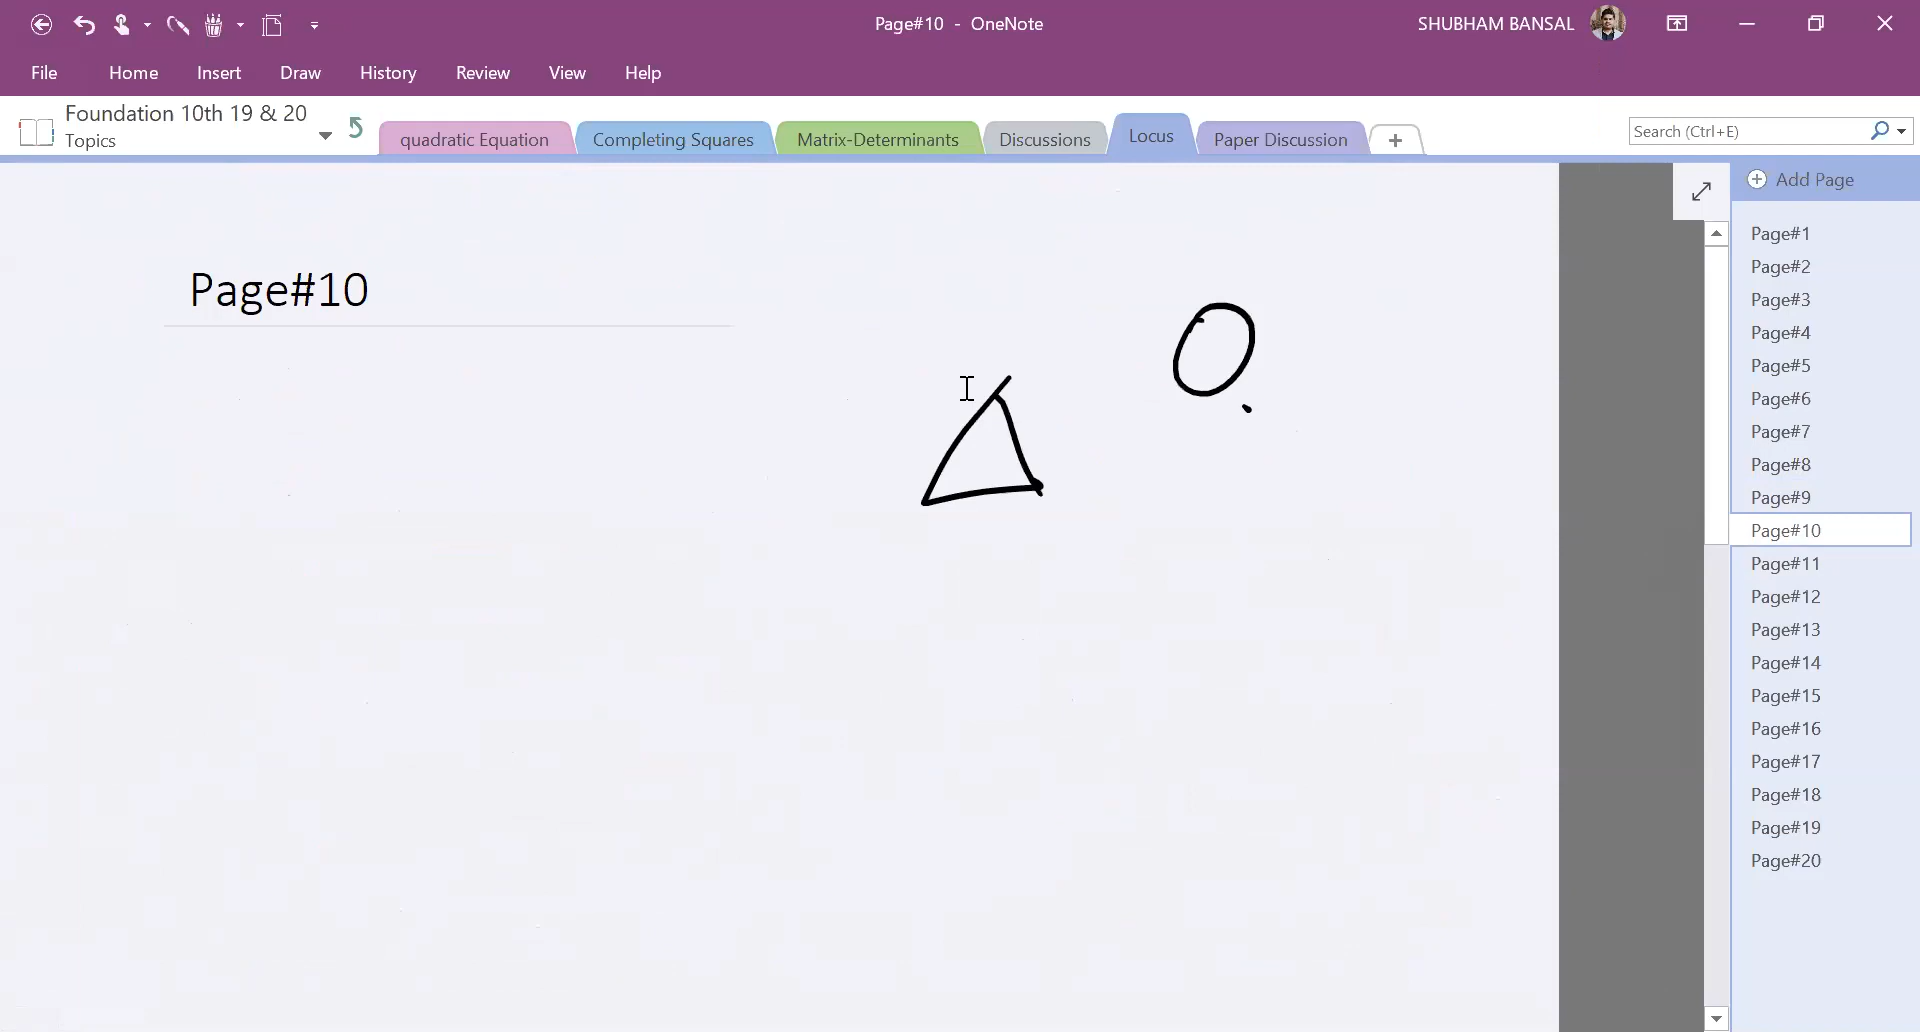 Page#10 - OneNote
SHUBHAM BANSAL
File Home Insert Draw History Review View Help
Foundation 10th 19 & 20
Topics
quadratic Equation Completing Squares Matrix-Determinants Discussions Locus Paper Discussion
Search (Ctrl+E)
Add Page
Page#10
Page#1
Page#2
Page#3
Page#4
Page#5
Page#6
Page#7
Page#8
Page#9
Page#10
Page#11
Page#12
Page#13
Page#14
Page#15
Page#16
Page#17
Page#18
Page#19
Page#20